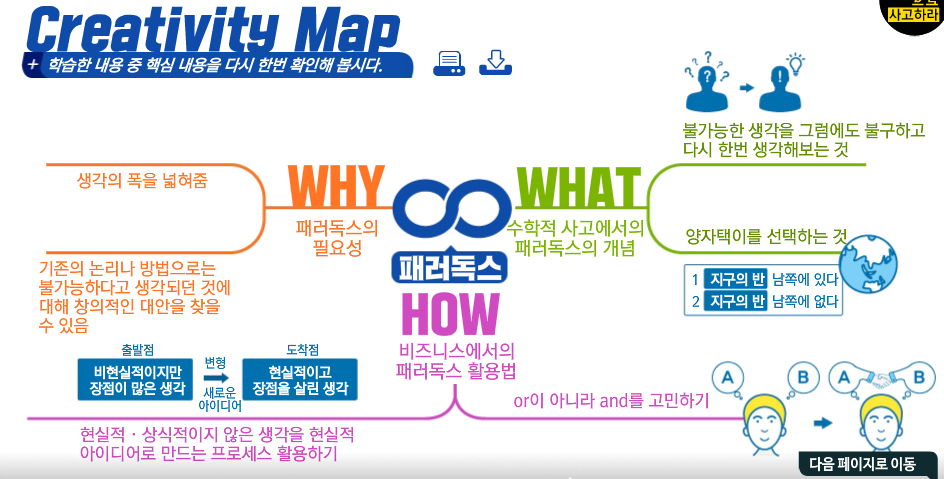 Creativity Map
+ 학습한 내용 중 핵심 내용을 다시 한번 확인해 봅시다.
사고하라
WHY
패러독스의
필요성
생각의 폭을 넓혀줌
기존의 논리나 방법으로는
불가능하다고 생각되던 것에
대해 창의적인 대안을 찾을
수 있음
패러독스
WHAT
수학적 사고에서의
패러독스의 개념
? ? ? ? ?
!
불가능한 생각을 그럼에도 불구하고
다시 한번 생각해보는 것
양자택이를 선택하는 것
1 지구의 반 남쪽에 있다
2 지구의 반 남쪽에 없다
HOW
비즈니스에서의
패러독스 활용법
출발점
비현실적이지만
장점이 많은 생각
변형
새로운
아이디어
도착점
현실적이고
장점을 살린 생각
현실적 · 상식적이지 않은 생각을 현실적
아이디어로 만드는 프로세스 활용하기
or이 아니라 and를 고민하기
A B A B
다음 페이지로 이동